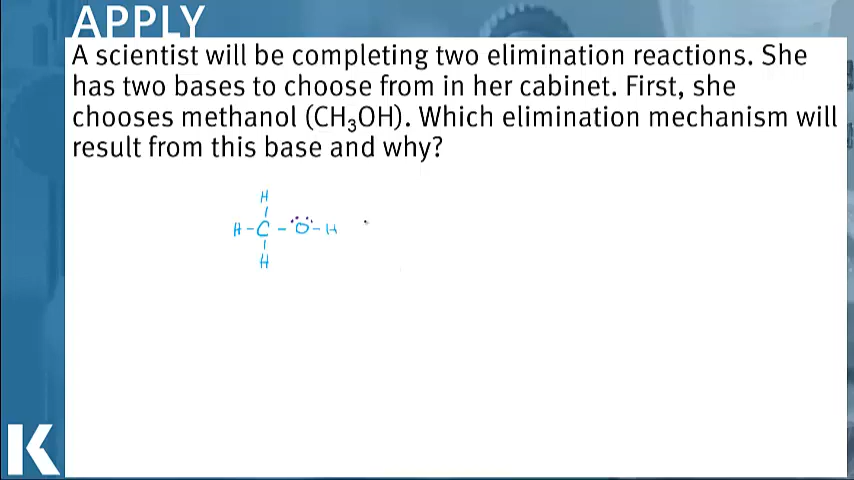 APPLY
A scientist will be completing two elimination reactions. She
has two bases to choose from in her cabinet. First, she
chooses methanol (CH₃OH). Which elimination mechanism will
result from this base and why?
H
H-C-O-H
H
K